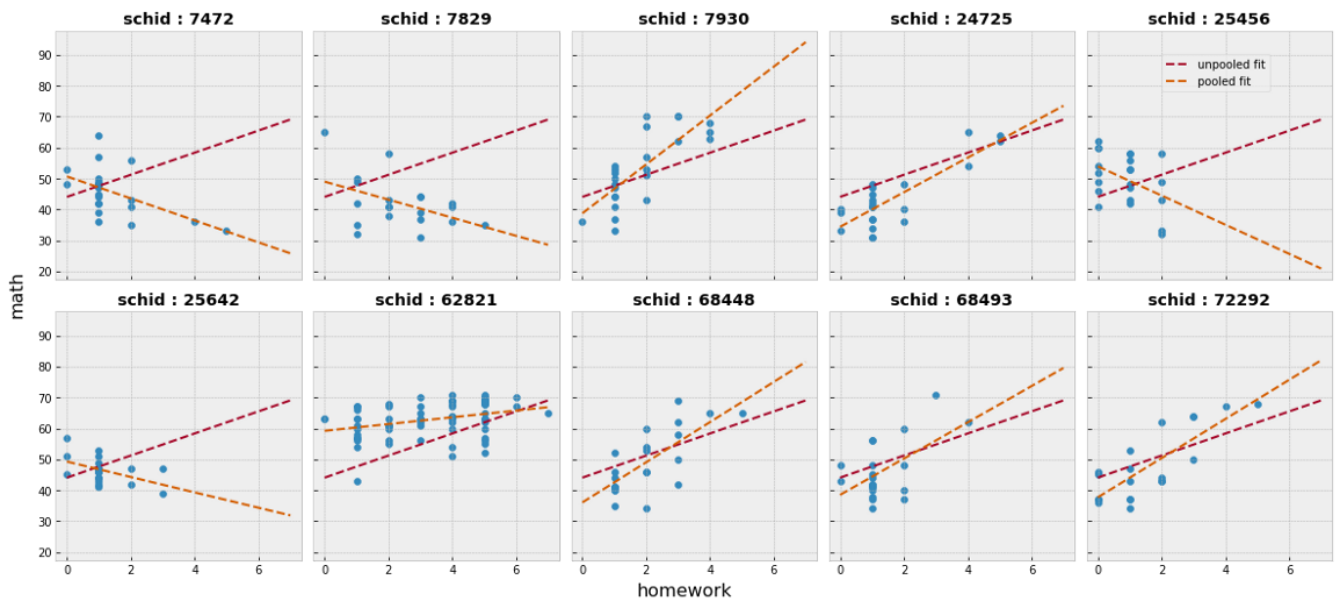 schid : 7472
schid : 7829
schid : 7930
schid : 24725
schid : 25456
90
80
70
60
50
40
30
20
unpooled fit
pooled fit
math
schid : 25642
schid : 62821
schid : 68448
schid : 68493
schid : 72292
90
80
70
60
50
40
30
20
0 2 4 6
0 2 4 6
0 2 4 6
0 2 4 6
0 2 4 6
homework